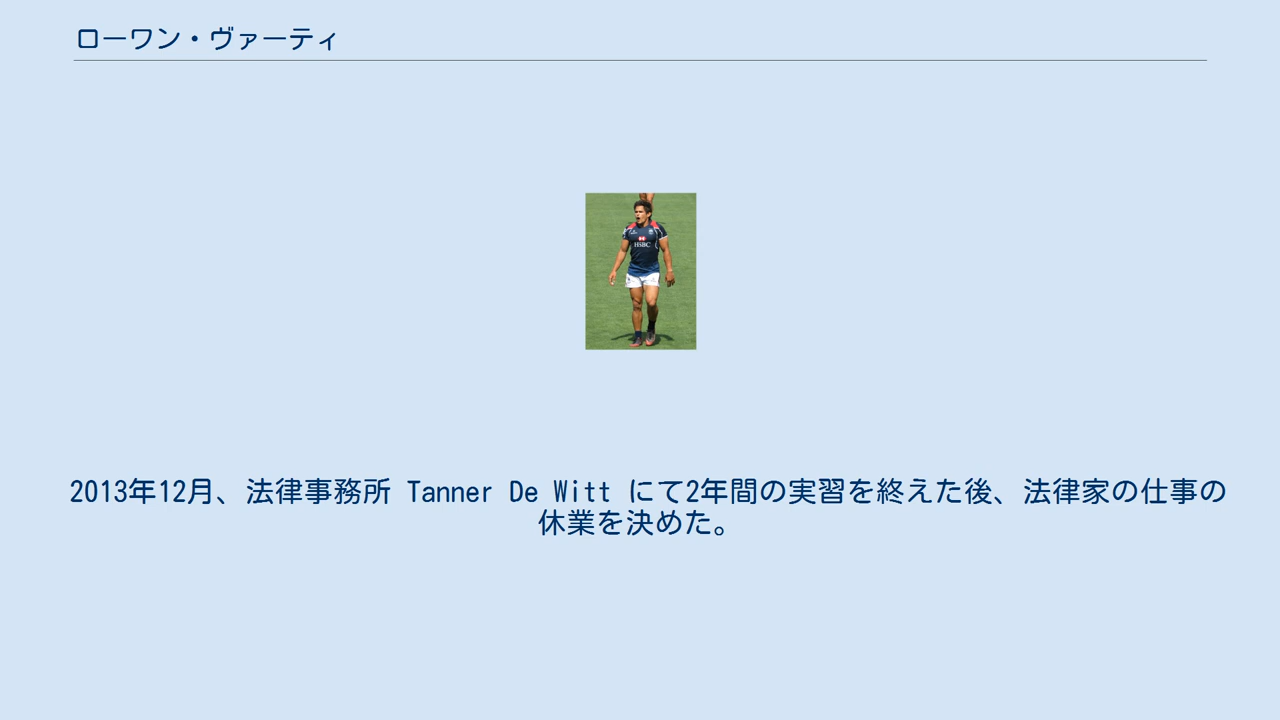 ローワン・ヴァーティ
HSBC
2013年12月、法律事務所 Tanner De Witt にて2年間の実習を終えた後、法律家の仕事の
休業を決めた。